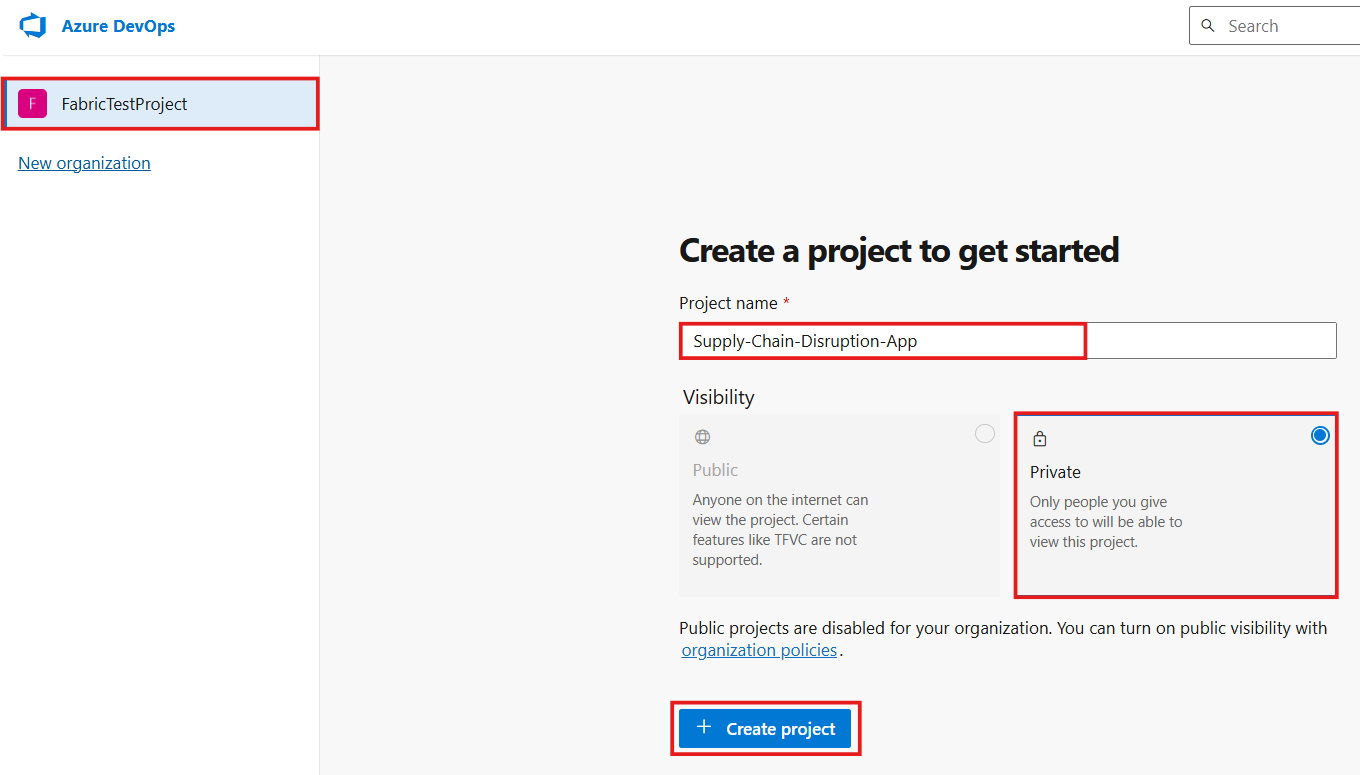 Azure DevOps
Search
F
FabricTestProject
New organization
Create a project to get started
Project name *
Supply-Chain-Disruption-App
Visibility
Public
Anyone on the internet can
view the project. Certain
features like TFVC are not
supported.
Private
Only people you give
access to will be able to
view this project.
Public projects are disabled for your organization. You can turn on public visibility with
organization policies.
+ Create project